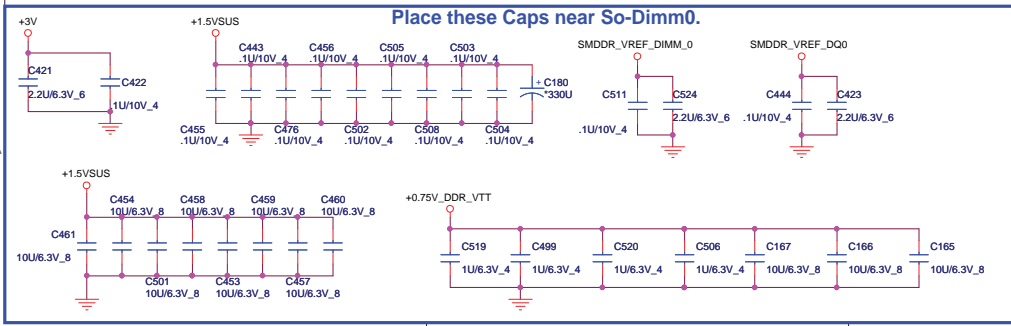 Place these Caps near So-Dimm0.
+3V
C421
2.2U/6.3V_6
C422
.1U/10V_4
+1.5VSUS
C443
.1U/10V_4
C456
.1U/10V_4
C505
.1U/10V_4
C503
.1U/10V_4
+ C180
*330U
C455
.1U/10V_4
C476
.1U/10V_4
C502
.1U/10V_4
C508
.1U/10V_4
C504
.1U/10V_4
SMDDR_VREF_DIMM_0
C511
.1U/10V_4
C524
2.2U/6.3V_6
SMDDR_VREF_DQ0
C444
.1U/10V_4
C423
2.2U/6.3V_6
+1.5VSUS
C454
10U/6.3V_8
C458
10U/6.3V_8
C459
10U/6.3V_8
C460
10U/6.3V_8
C461
10U/6.3V_8
C501
10U/6.3V_8
C453
10U/6.3V_8
C457
10U/6.3V_8
+0.75V_DDR_VTT
C519
1U/6.3V_4
C499
1U/6.3V_4
C520
1U/6.3V_4
C506
1U/6.3V_4
C167
10U/6.3V_8
C166
10U/6.3V_8
C165
10U/6.3V_8